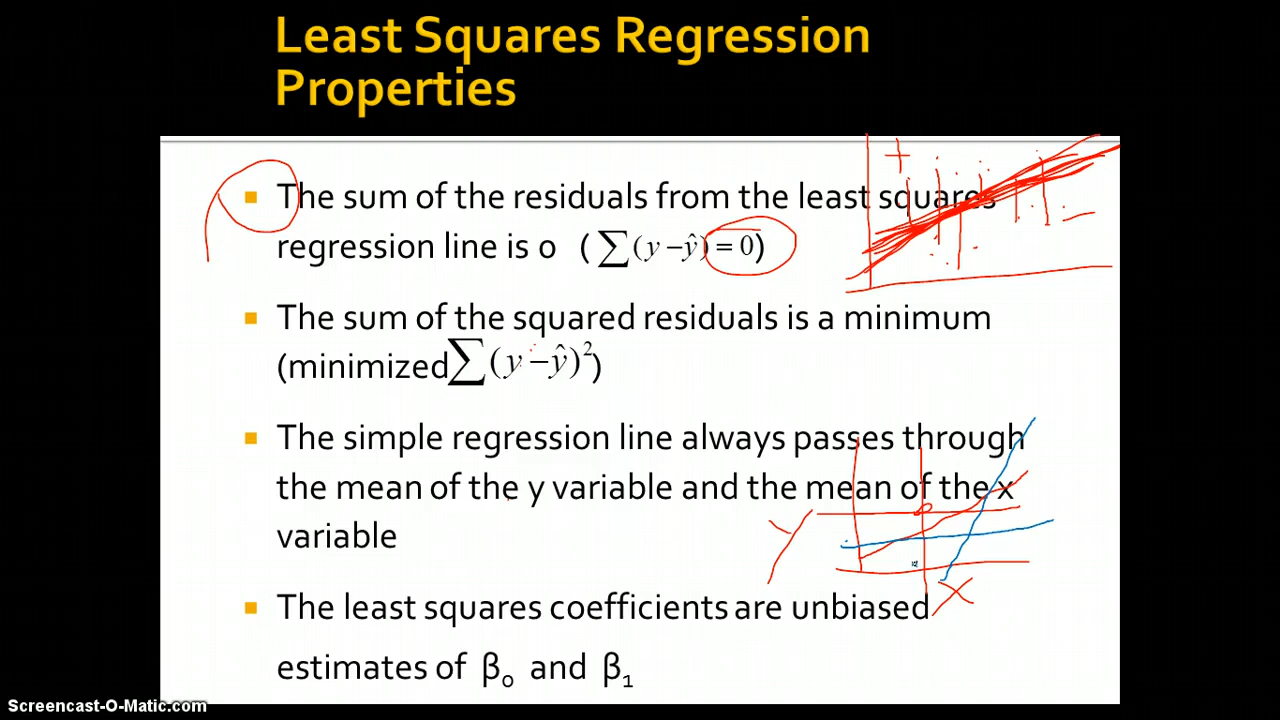 Least Squares Regression
Properties
+
■ The sum of the residuals from the least squares
regression line is 0 ( ∑(y − ŷ) = 0)
−
■ The sum of the squared residuals is a minimum
(minimized ∑(y − ŷ)²)
■ The simple regression line always passes through
the mean of the y variable and the mean of the x
variable
Y
X
■ The least squares coefficients are unbiased
estimates of β₀ and β₁
Screencast-O-Matic.com